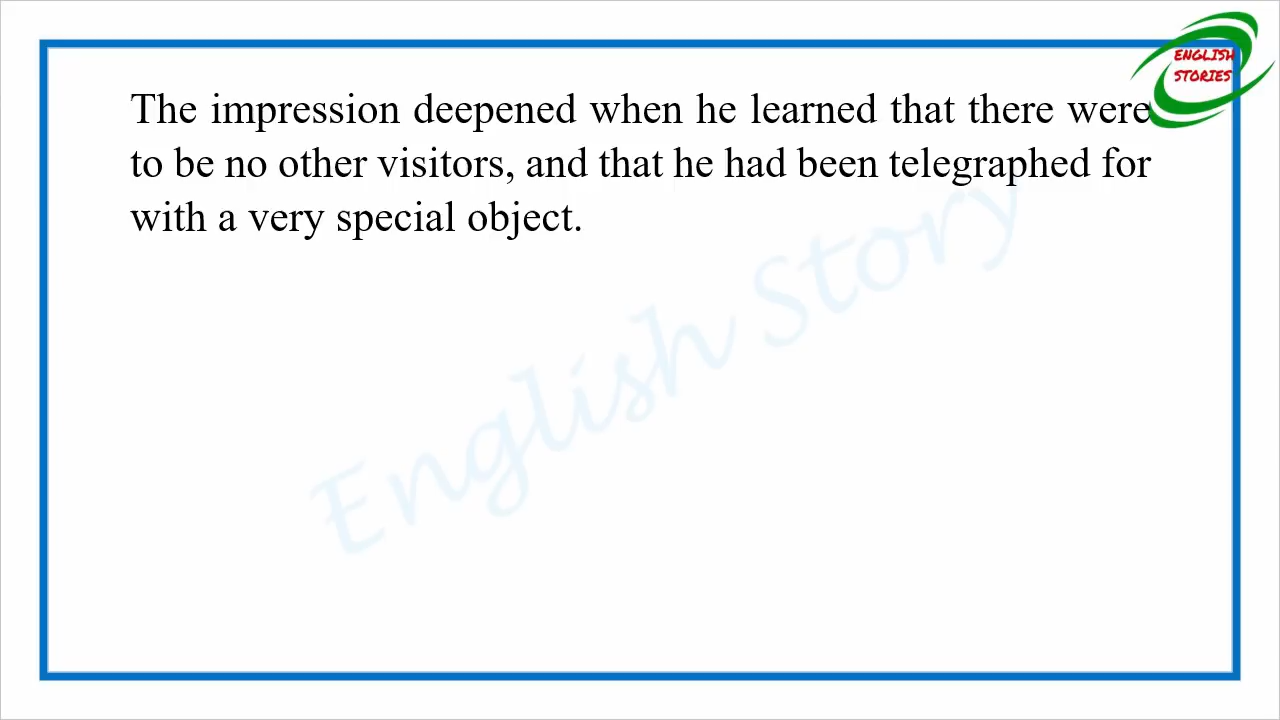 ENGLISH
STORIES
The impression deepened when he learned that there were
to be no other visitors, and that he had been telegraphed for
with a very special object.
English Story